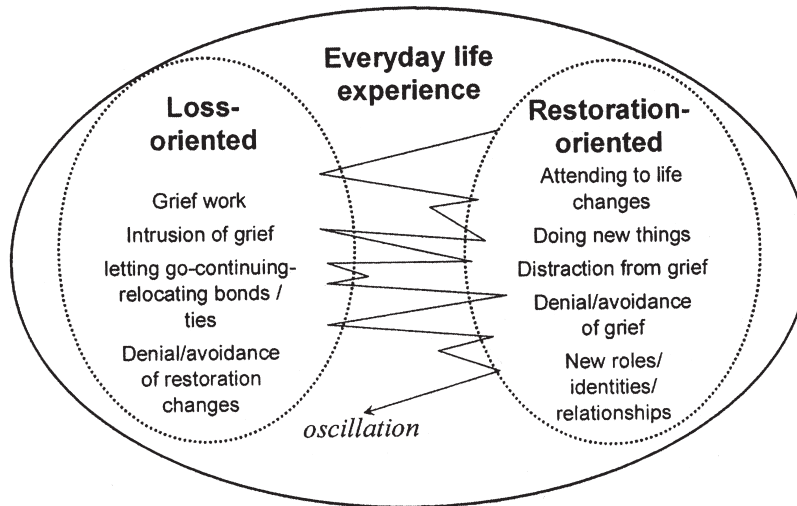 Everyday life
experience
Loss-
oriented
Grief work
Intrusion of grief
letting go-continuing-
relocating bonds /
ties
Denial/avoidance
of restoration
changes
Restoration-
oriented
Attending to life
changes
Doing new things
Distraction from grief
Denial/avoidance
of grief
New roles/
identities/
relationships
oscillation